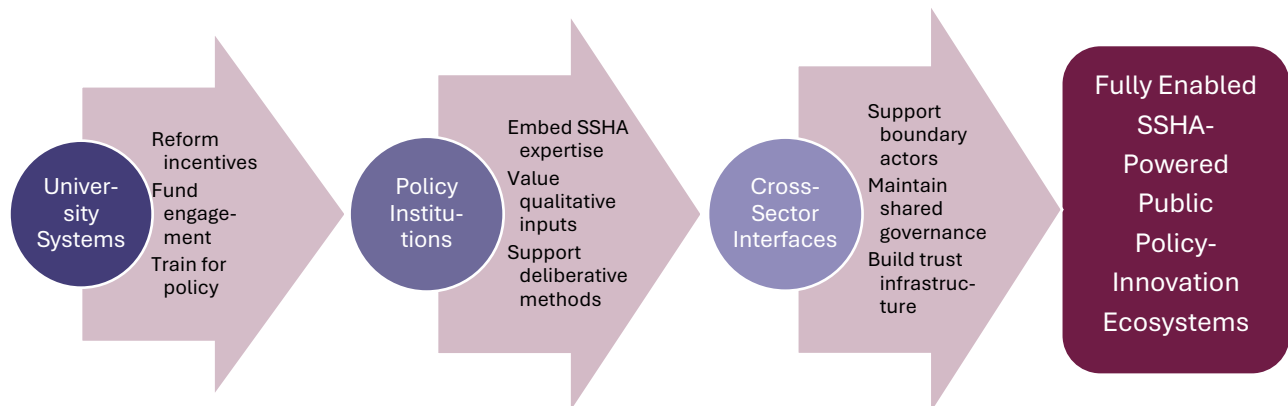 Univer-
sity
Systems
Reform
incentives
Fund
engage-
ment
Train for
policy
Policy
Institu-
tions
Embed SSHA
expertise
Value
qualitative
inputs
Support
deliberative
methods
Cross-
Sector
Interfaces
Support
boundary
actors
Maintain
shared
governance
Build trust
infrastruc-
ture
Fully Enabled
SSHA-
Powered
Public
Policy-
Innovation
Ecosystems